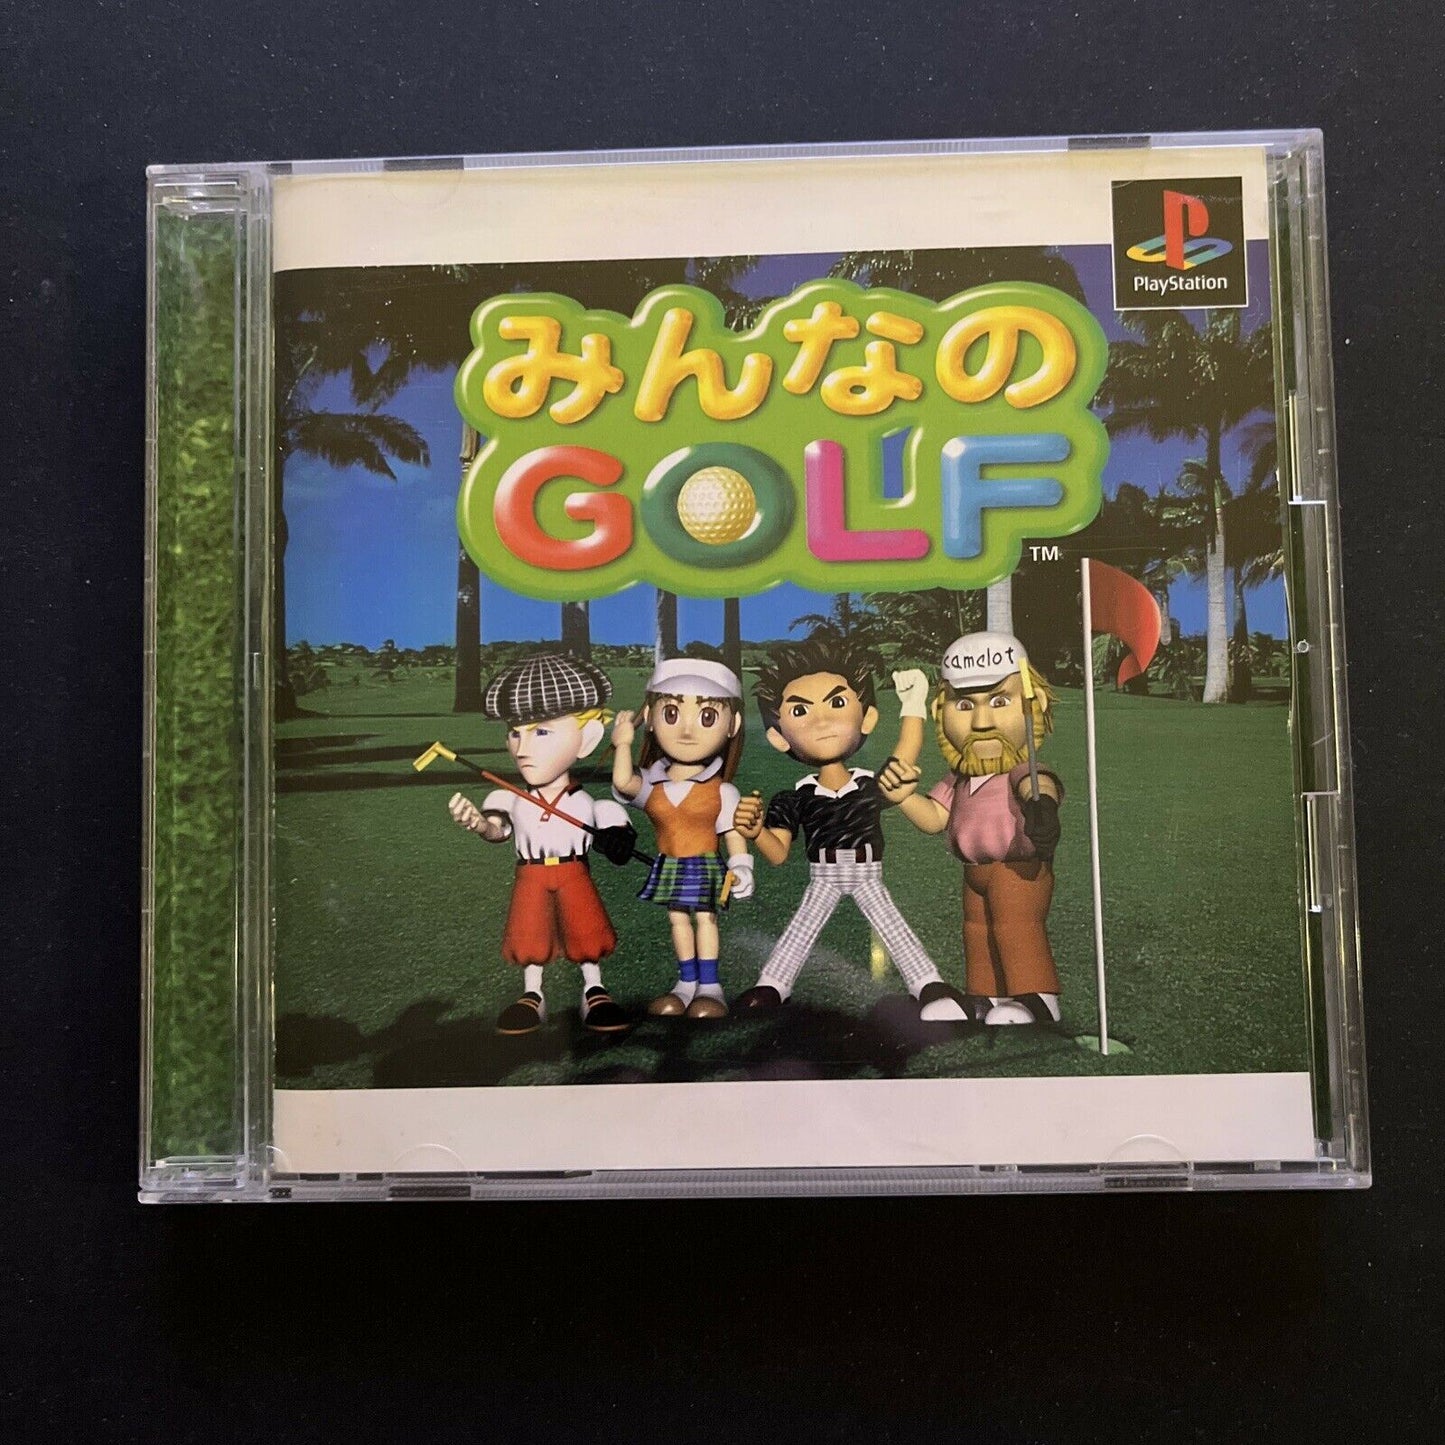 PlayStation
みんなの
GOLF
TM
camelot